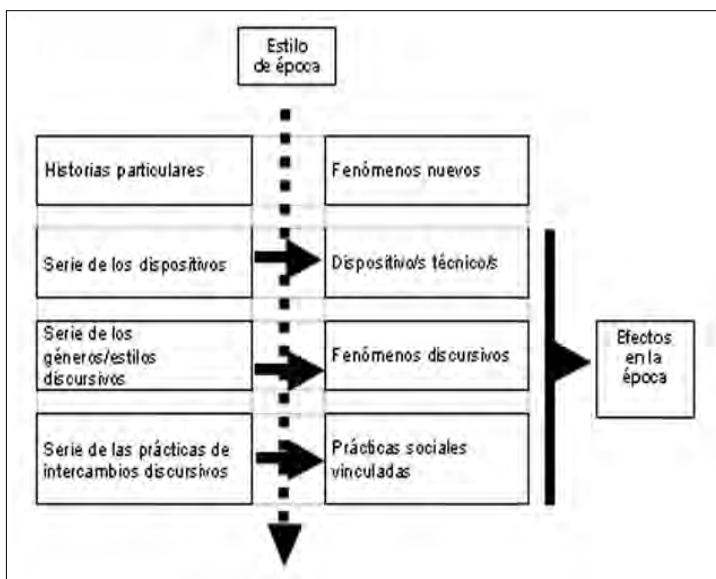 Estilo
de época
Historias particulares
Fenómenos nuevos
Serie de los dispositivos
Dispositivo/s técnico/s
Serie de los
géneros/estilos
discursivos
Fenómenos discursivos
Efectos
en la
época
Serie de las prácticas de
intercambios discursivos
Prácticas sociales
vinculadas